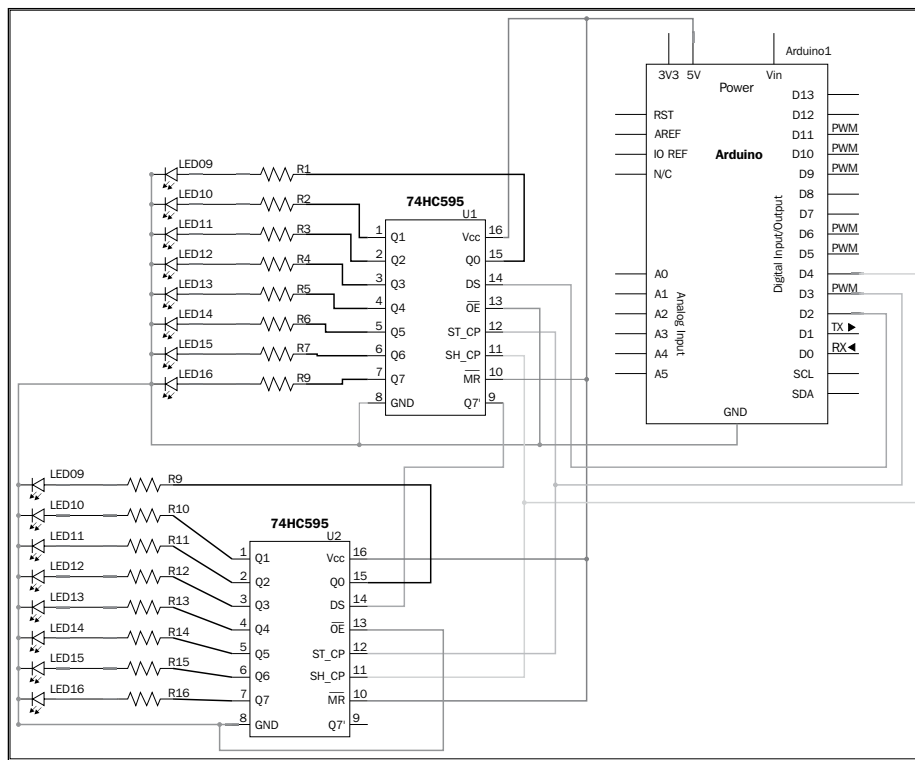 Arduino1
3V3 5V Vin
Power
Arduino
RST
AREF
IO REF
N/C
A0
A1
A2
A3
A4
A5
Analog Input
D13
D12
D11 PWM
D10 PWM
D9 PWM
D8
D7
D6 PWM
D5 PWM
D4
D3 PWM
D2
D1 TX
D0 RX
SCL
SDA
Digital Input/Output
GND
LED09 R1
LED10 R2
LED11 R3
LED12 R4
LED13 R5
LED14 R6
LED15 R7
LED16 R9
74HC595
U1
1 Q1 Vcc 16
2 Q2 Q0 15
3 Q3 DS 14
4 Q4 OE 13
5 Q5 ST_CP 12
6 Q6 SH_CP 11
7 Q7 MR 10
8 GND Q7' 9
LED09 R9
LED10 R10
LED11 R11
LED12 R12
LED13 R13
LED14 R14
LED15 R15
LED16 R16
74HC595
U2
1 Q1 Vcc 16
2 Q2 Q0 15
3 Q3 DS 14
4 Q4 OE 13
5 Q5 ST_CP 12
6 Q6 SH_CP 11
7 Q7 MR 10
8 GND Q7' 9